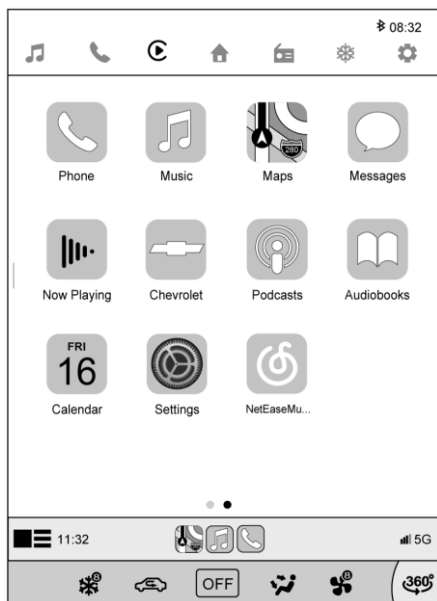 08:32
Phone
Music
280
Maps
Messages
Now Playing
Chevrolet
Podcasts
Audiobooks
FRI
16
Calendar
Settings
NetEaseMu...
11:32
5G
OFF
360°